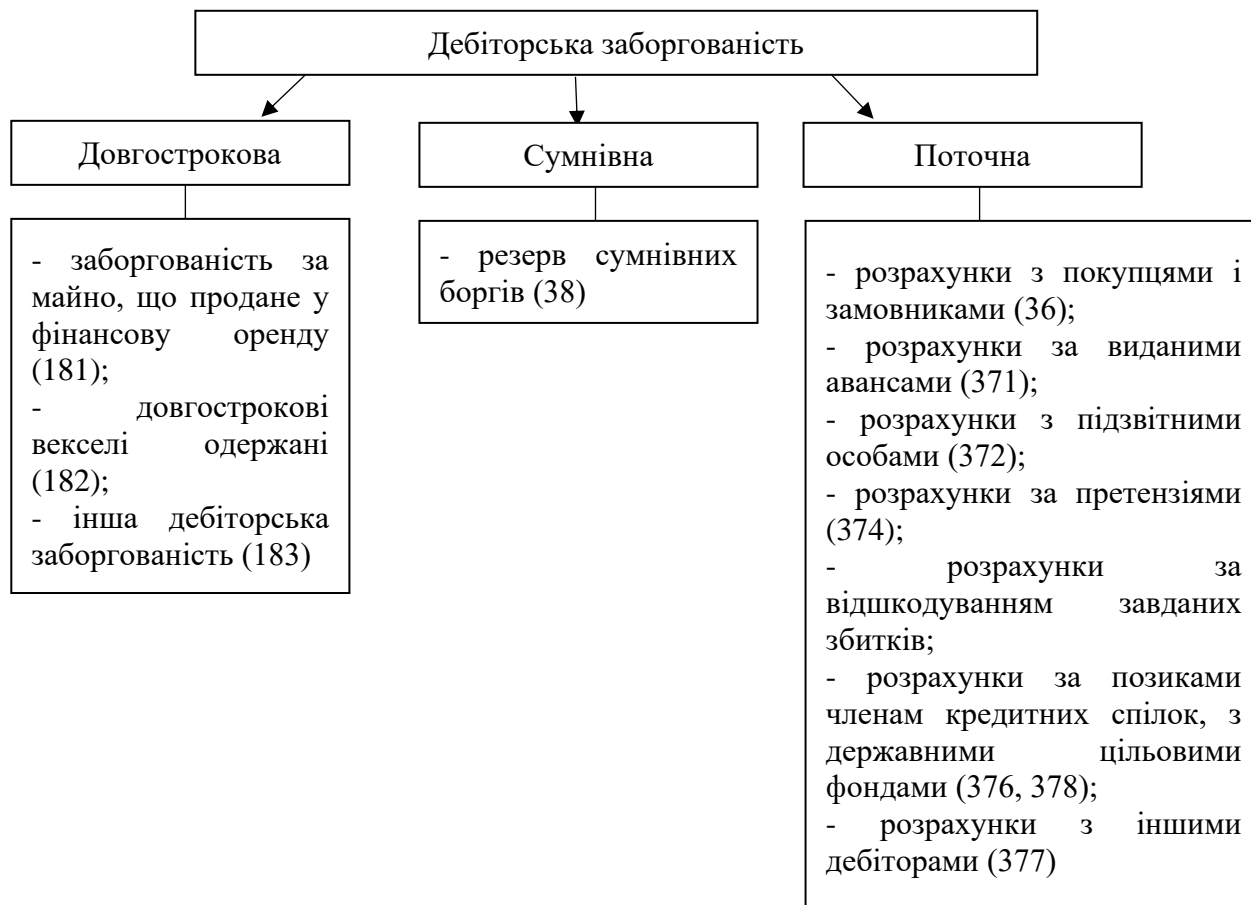 Дебіторська заборгованість
Довгострокова
Сумнівна
Поточна
- заборгованість за
майно, що продане у
фінансову оренду
(181);
- довгострокові
векселі одержані
(182);
- інша дебіторська
заборгованість (183)
- резерв сумнівних
боргів (38)
- розрахунки з покупцями і
замовниками (36);
- розрахунки за виданими
авансами (371);
- розрахунки з підзвітними
особами (372);
- розрахунки за претензіями
(374);
- розрахунки за
відшкодуванням завданих
збитків;
- розрахунки за позиками
членам кредитних спілок, з
державними цільовими
фондами (376, 378);
- розрахунки з іншими
дебіторами (377)